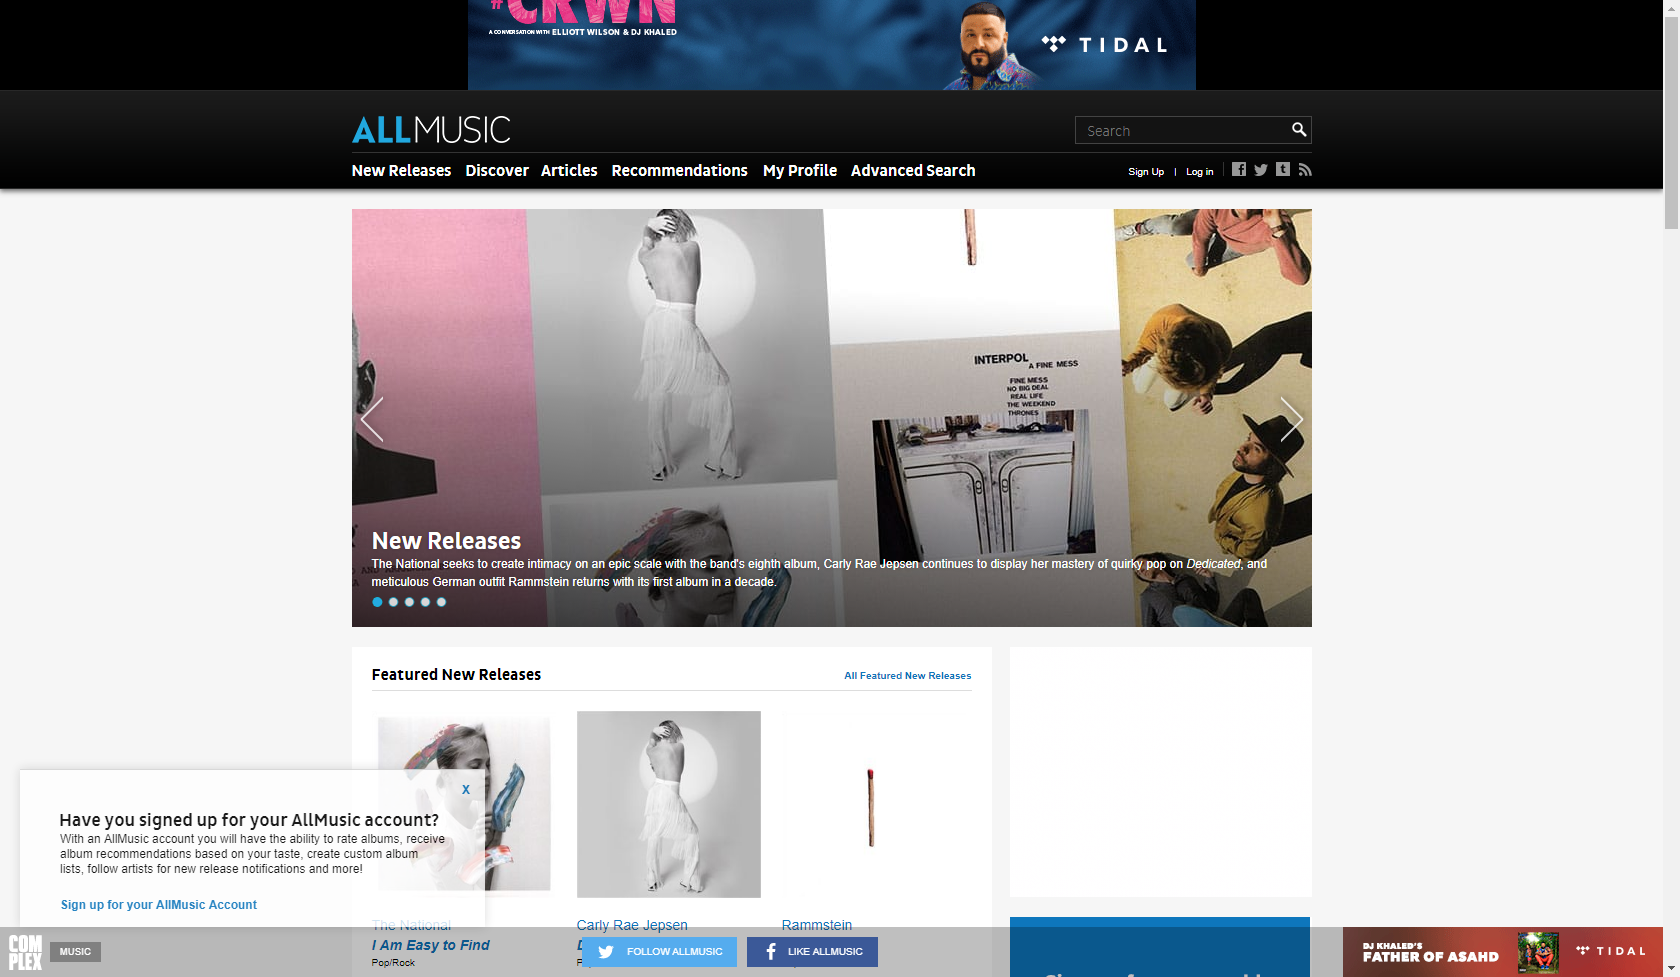 #CRWN
A CONVERSATION WITH ELLIOTT WILSON & DJ KHALED
TIDAL
ALLMUSIC
Search
New Releases Discover Articles Recommendations My Profile Advanced Search
Sign Up | Log in
INTERPOL
A FINE MESS
FINE MESS
NO BIG DEAL
REAL LIFE
THE WEEKEND
THRONES
New Releases
The National seeks to create intimacy on an epic scale with the band's eighth album, Carly Rae Jepsen continues to display her mastery of quirky pop on Dedicated, and
meticulous German outfit Rammstein returns with its first album in a decade.
Featured New Releases
All Featured New Releases
X
Have you signed up for your AllMusic account?
With an AllMusic account you will have the ability to rate albums, receive
album recommendations based on your taste, create custom album
lists, follow artists for new release notifications and more!
Sign up for your AllMusic Account
The National
I Am Easy to Find
Pop/Rock
Carly Rae Jepsen
Rammstein
COMPLEX
MUSIC
FOLLOW ALLMUSIC
LIKE ALLMUSIC
DJ KHALED'S
FATHER OF ASAHD
TIDAL